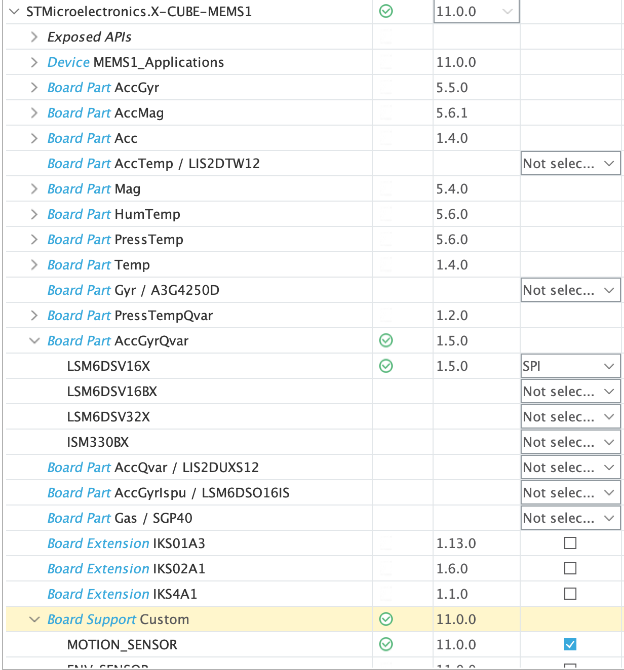 STMicroelectronics.X-CUBE-MEMS1 11.0.0
Exposed APIs
Device MEMS1_Applications 11.0.0
Board Part AccGyr 5.5.0
Board Part AccMag 5.6.1
Board Part Acc 1.4.0
Board Part AccTemp / LIS2DTW12 Not selec...
Board Part Mag 5.4.0
Board Part HumTemp 5.6.0
Board Part PressTemp 5.6.0
Board Part Temp 1.4.0
Board Part Gyr / A3G4250D Not selec...
Board Part PressTempQvar 1.2.0
Board Part AccGyrQvar 1.5.0
LSM6DSV16X 1.5.0 SPI
LSM6DSV16BX Not selec...
LSM6DSV32X Not selec...
ISM330BX Not selec...
Board Part AccQvar / LIS2DUXS12 Not selec...
Board Part AccGyrIspu / LSM6DSO16IS Not selec...
Board Part Gas / SGP40 Not selec...
Board Extension IKS01A3 1.13.0
Board Extension IKS02A1 1.6.0
Board Extension IKS4A1 1.1.0
Board Support Custom 11.0.0
MOTION_SENSOR 11.0.0
ENV_SENSOR 11.0.0